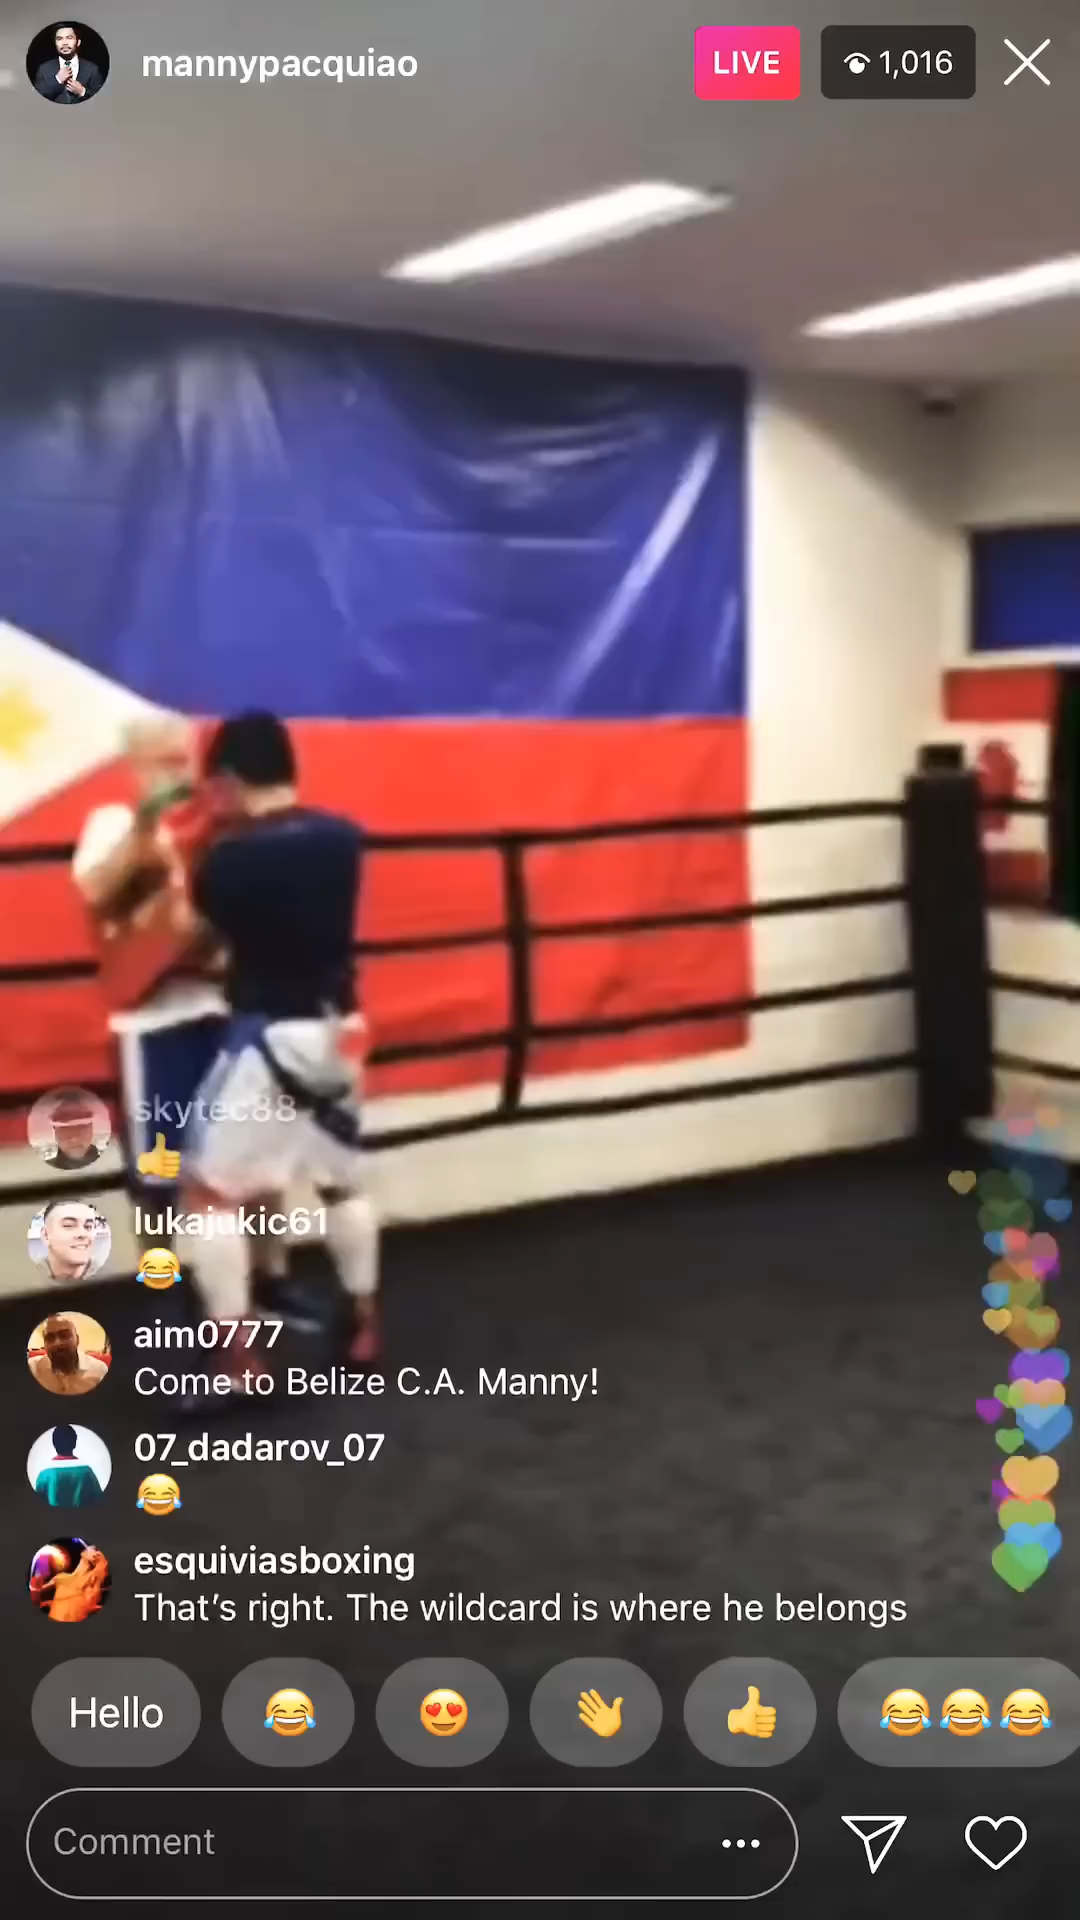 mannypacquiao
LIVE
1,016
skytec88
👍
lukajukic61
😂
aim0777
Come to Belize C.A. Manny!
07_dadarov_07
😂
esquiviasboxing
That's right. The wildcard is where he belongs
Hello 😂 😍 👋 👍 😂😂😂
Comment